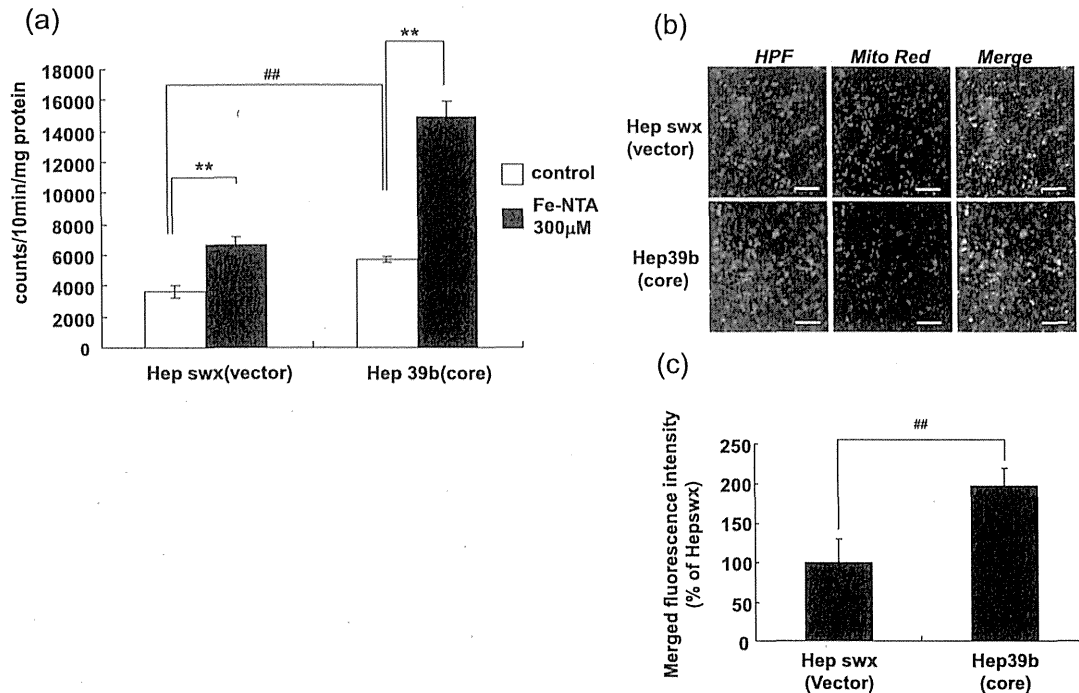 (a)
**
##
**
18000
16000
14000
12000
10000
8000
6000
4000
2000
0
counts/10min/mg protein
control
Fe-NTA
300μM
Hep swx(vector)
Hep 39b(core)
(b)
HPF
Mito Red
Merge
Hep swx
(vector)
Hep39b
(core)
(c)
##
250
200
150
100
50
0
Merged fluorescence intensity
(% of Hepswx)
Hep swx
(Vector)
Hep39b
(core)